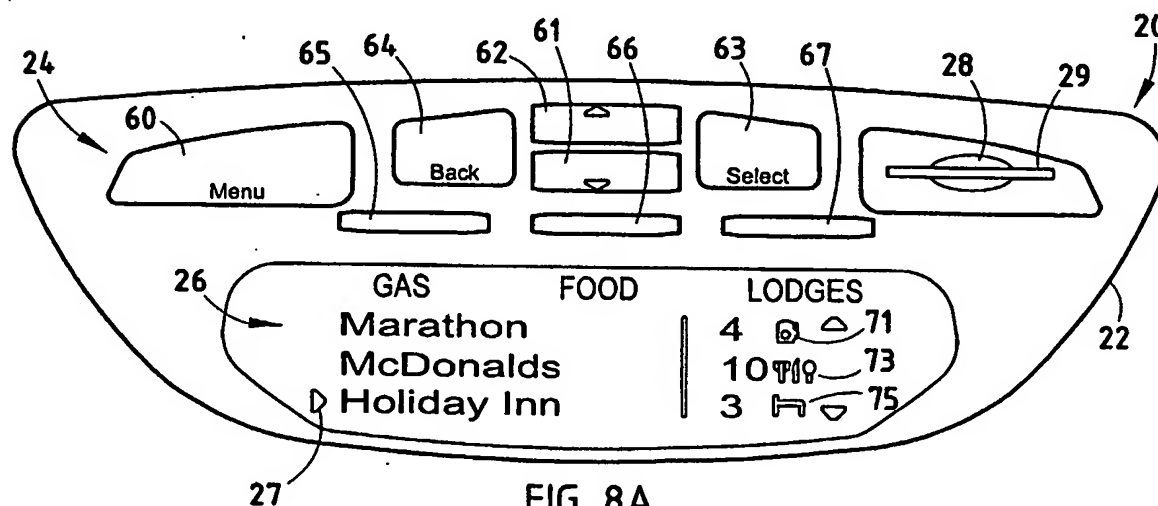 61
20
64 62 66 63 67
65 28 29
24
60
Back Select
Menu
26 GAS FOOD LODGES
Marathon 4 71
22
McDonalds 10 73
Holiday Inn 3 75
27
FIG. 8A